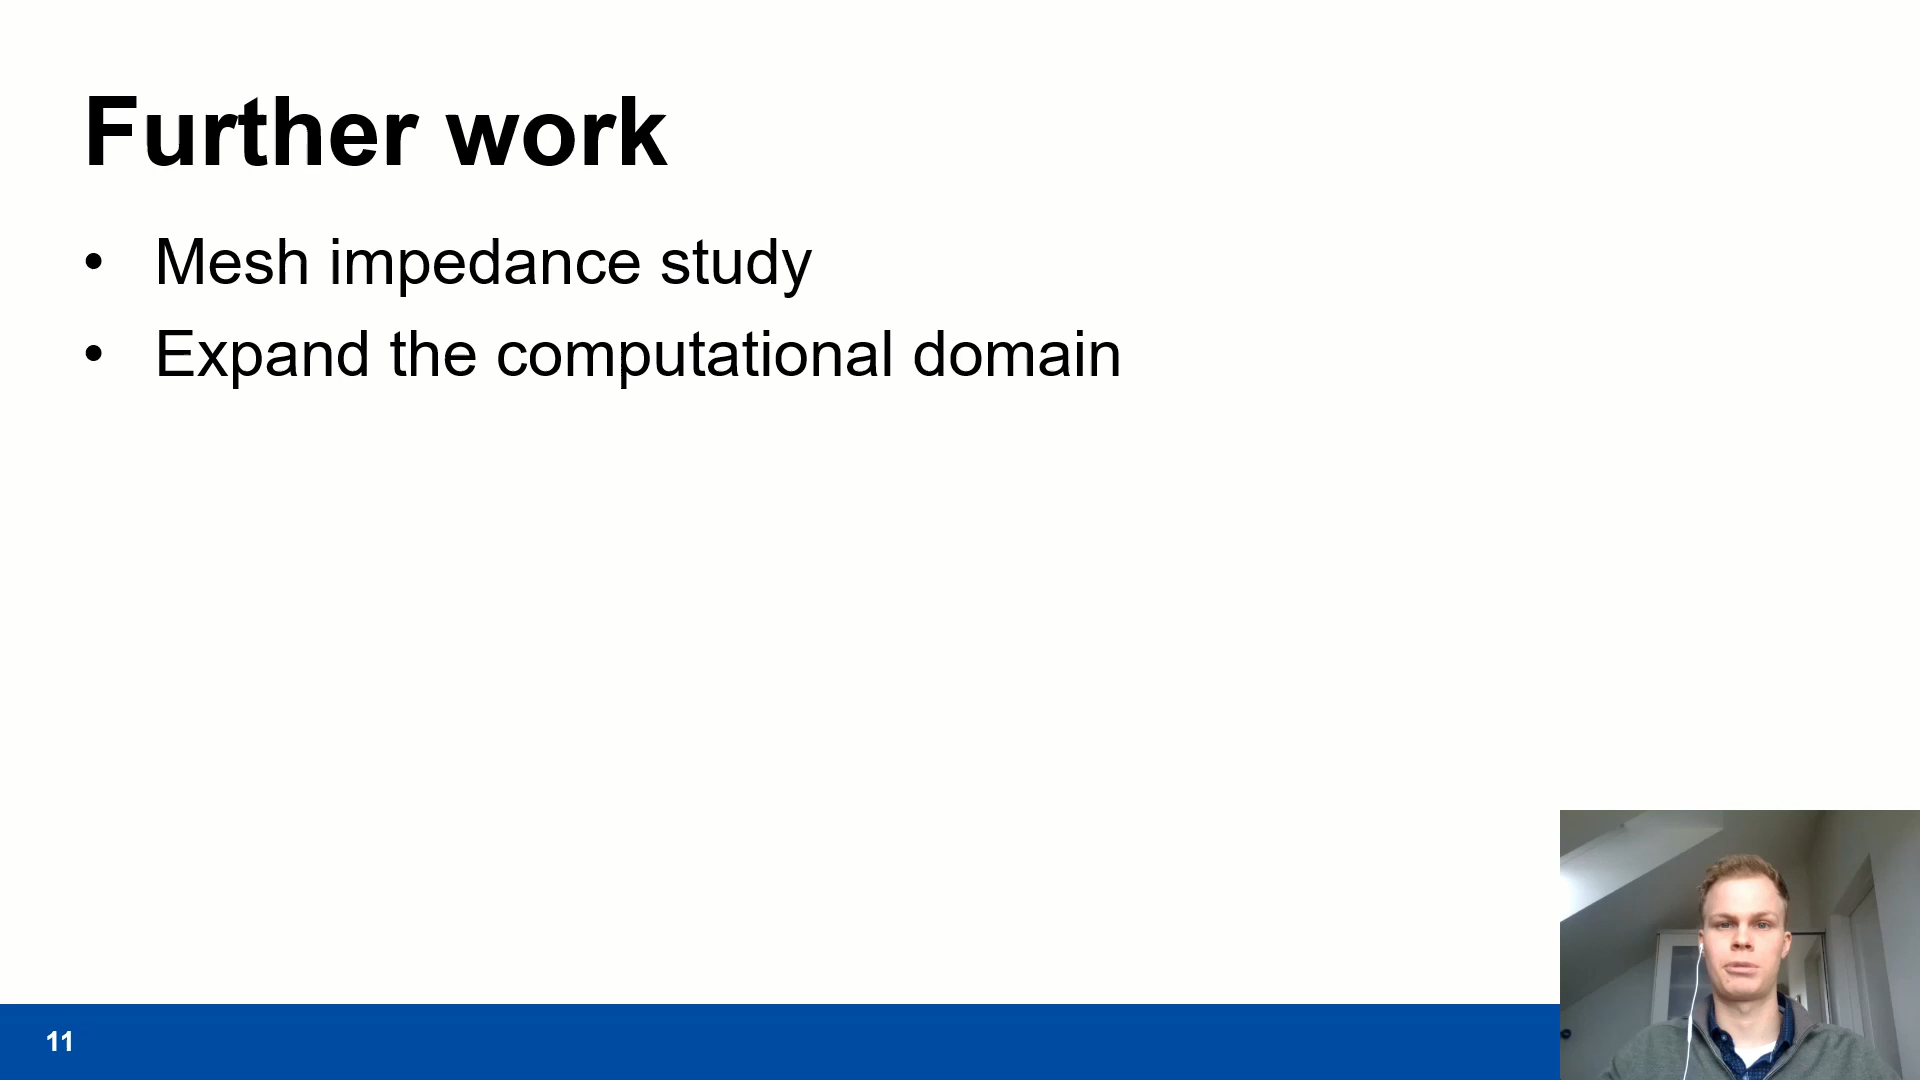 Further work
• Mesh impedance study
• Expand the computational domain
11